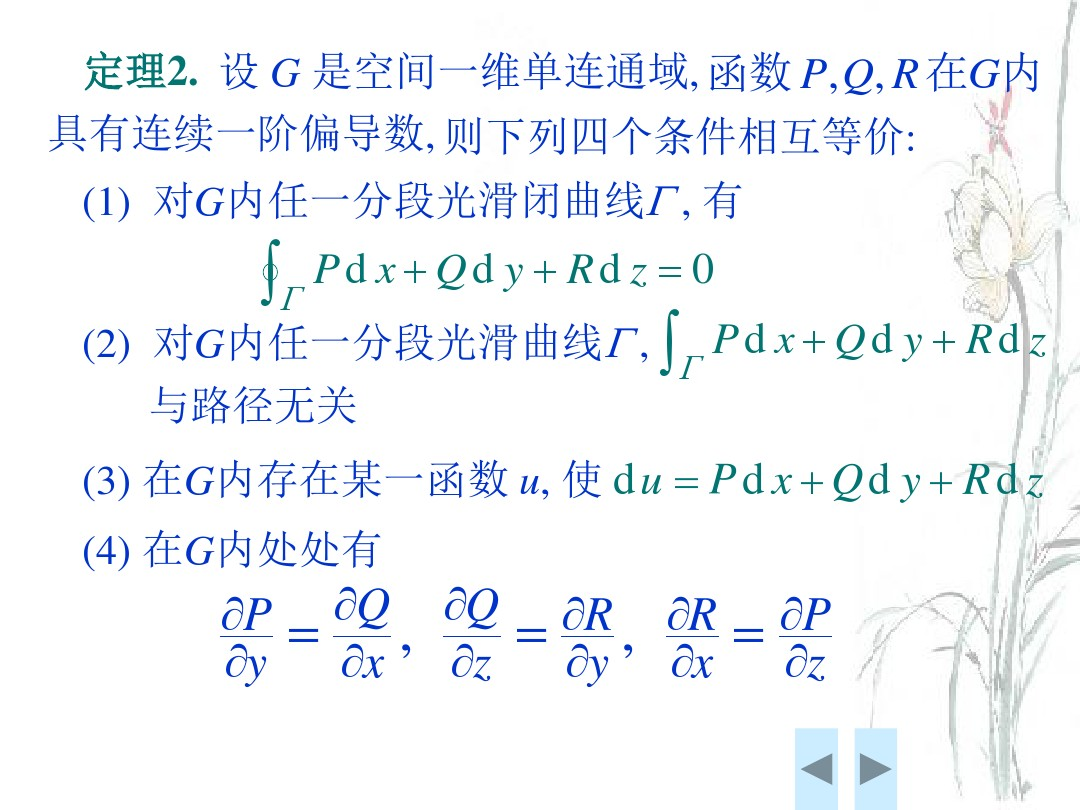 定理2. 设 G 是空间一维单连通域, 函数 P, Q, R 在G内
具有连续一阶偏导数, 则下列四个条件相互等价:
(1) 对G内任一分段光滑闭曲线Γ, 有
∮_Γ P d x + Q d y + R d z = 0
(2) 对G内任一分段光滑曲线Γ, ∫_Γ P d x + Q d y + R d z
与路径无关
(3) 在G内存在某一函数 u, 使 d u = P d x + Q d y + R d z
(4) 在G内处处有
∂P/∂y = ∂Q/∂x, ∂Q/∂z = ∂R/∂y, ∂R/∂x = ∂P/∂z